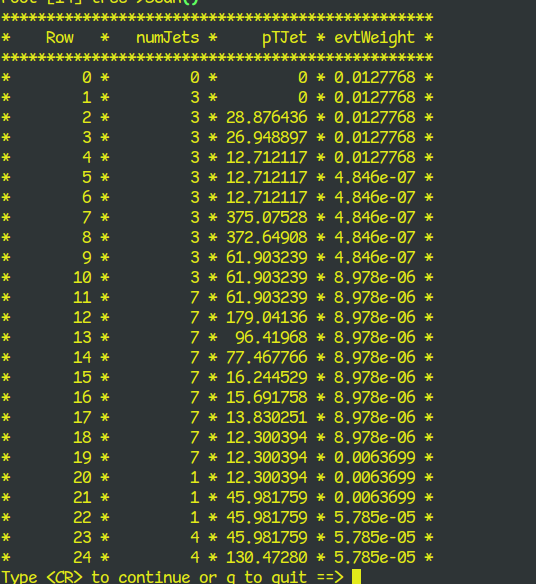 ***********************************************
*    Row   *   numJets *     pTJet * evtWeight *
***********************************************
*        0 *         0 *         0 * 0.0127768 *
*        1 *         3 *         0 * 0.0127768 *
*        2 *         3 * 28.876436 * 0.0127768 *
*        3 *         3 * 26.948897 * 0.0127768 *
*        4 *         3 * 12.712117 * 0.0127768 *
*        5 *         3 * 12.712117 * 4.846e-07 *
*        6 *         3 * 12.712117 * 4.846e-07 *
*        7 *         3 * 375.07528 * 4.846e-07 *
*        8 *         3 * 372.64908 * 4.846e-07 *
*        9 *         3 * 61.903239 * 4.846e-07 *
*       10 *         3 * 61.903239 * 8.978e-06 *
*       11 *         7 * 61.903239 * 8.978e-06 *
*       12 *         7 * 179.04136 * 8.978e-06 *
*       13 *         7 *  96.41968 * 8.978e-06 *
*       14 *         7 * 77.467766 * 8.978e-06 *
*       15 *         7 * 16.244529 * 8.978e-06 *
*       16 *         7 * 15.691758 * 8.978e-06 *
*       17 *         7 * 13.830251 * 8.978e-06 *
*       18 *         7 * 12.300394 * 8.978e-06 *
*       19 *         7 * 12.300394 * 0.0063699 *
*       20 *         1 * 12.300394 * 0.0063699 *
*       21 *         1 * 45.981759 * 0.0063699 *
*       22 *         1 * 45.981759 * 5.785e-05 *
*       23 *         4 * 45.981759 * 5.785e-05 *
*       24 *         4 * 130.47280 * 5.785e-05 *
Type <CR> to continue or q to quit ==>